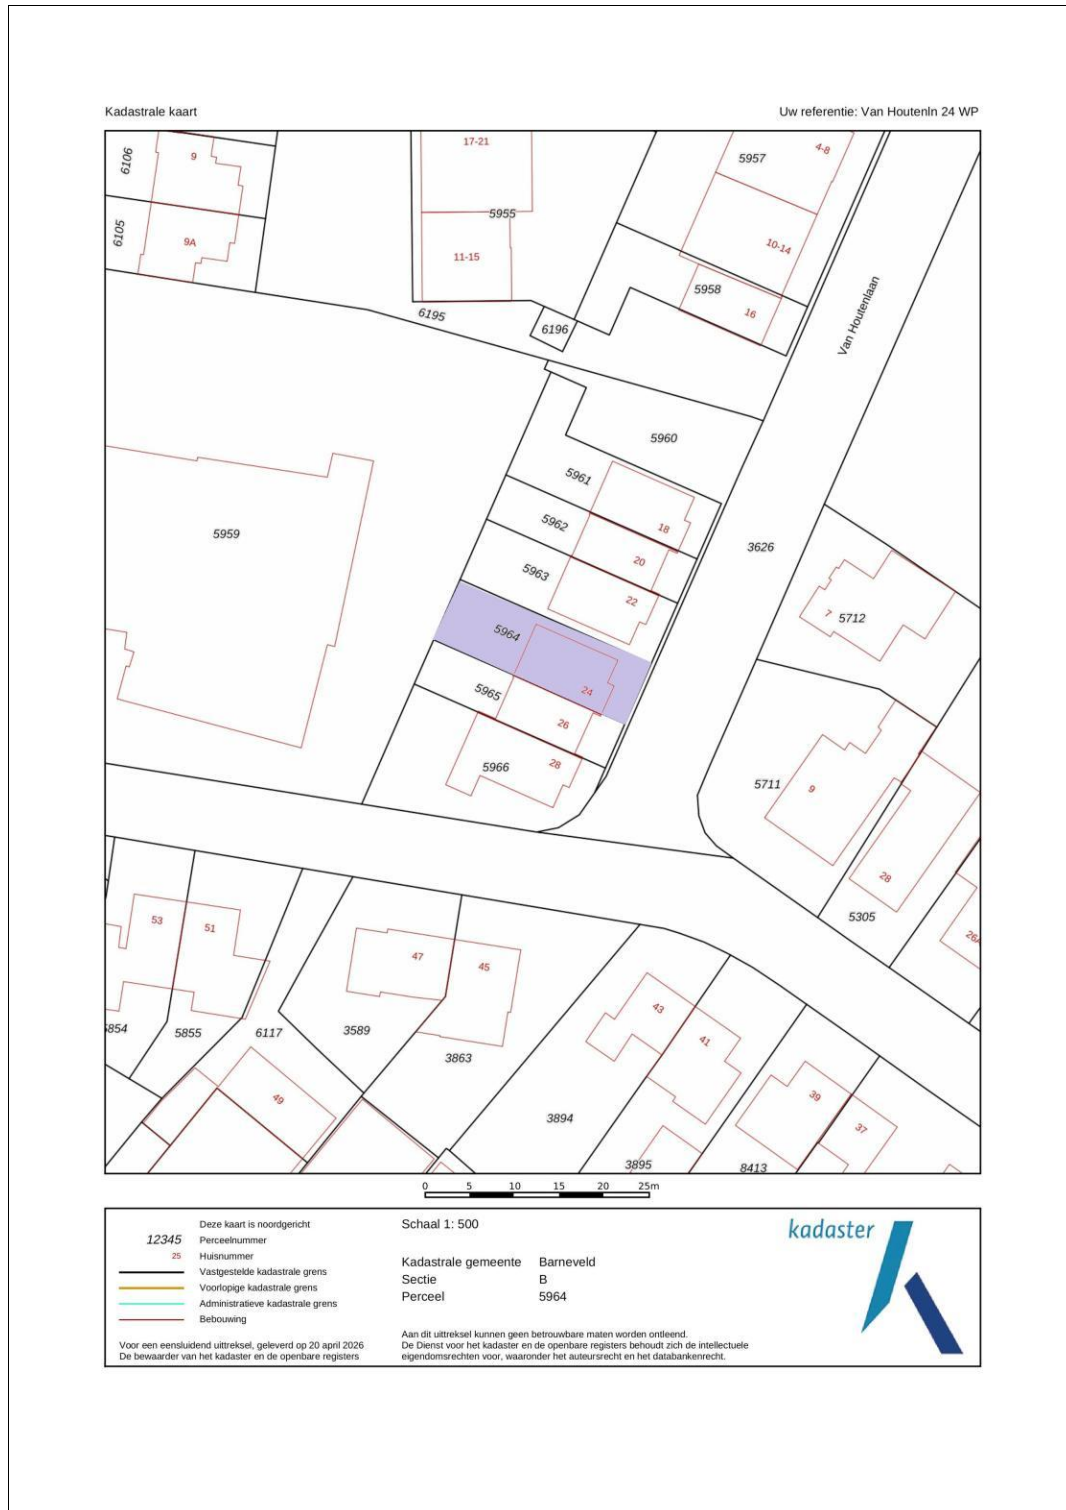 Kadastrale kaart
Uw referentie: Van Houtenln 24 WP
6106
9
17-21
5957
4-8
6105
9A
5955
11-15
10-14
5958
16
6195
6196
Van Houtenlaan
5960
5961
18
5962
20
5959
3626
5963
22
7
5712
5964
24
5965
26
5966
28
5711
9
28
5305
26A
53
51
47
45
43
41
5854
5855
6117
3589
3863
49
39
37
3894
3895
8413
0 5 10 15 20 25m
Deze kaart is noordgericht
12345 Perceelnummer
25 Huisnummer
Vastgestelde kadastrale grens
Voorlopige kadastrale grens
Administratieve kadastrale grens
Bebouwing
Voor een eensluidend uittreksel, geleverd op 20 april 2026
De bewaarder van het kadaster en de openbare registers
Schaal 1: 500
Kadastrale gemeente Barneveld
Sectie B
Perceel 5964
Aan dit uittreksel kunnen geen betrouwbare maten worden ontleend.
De Dienst voor het kadaster en de openbare registers behoudt zich de intellectuele
eigendomsrechten voor, waaronder het auteursrecht en het databankenrecht.
kadaster